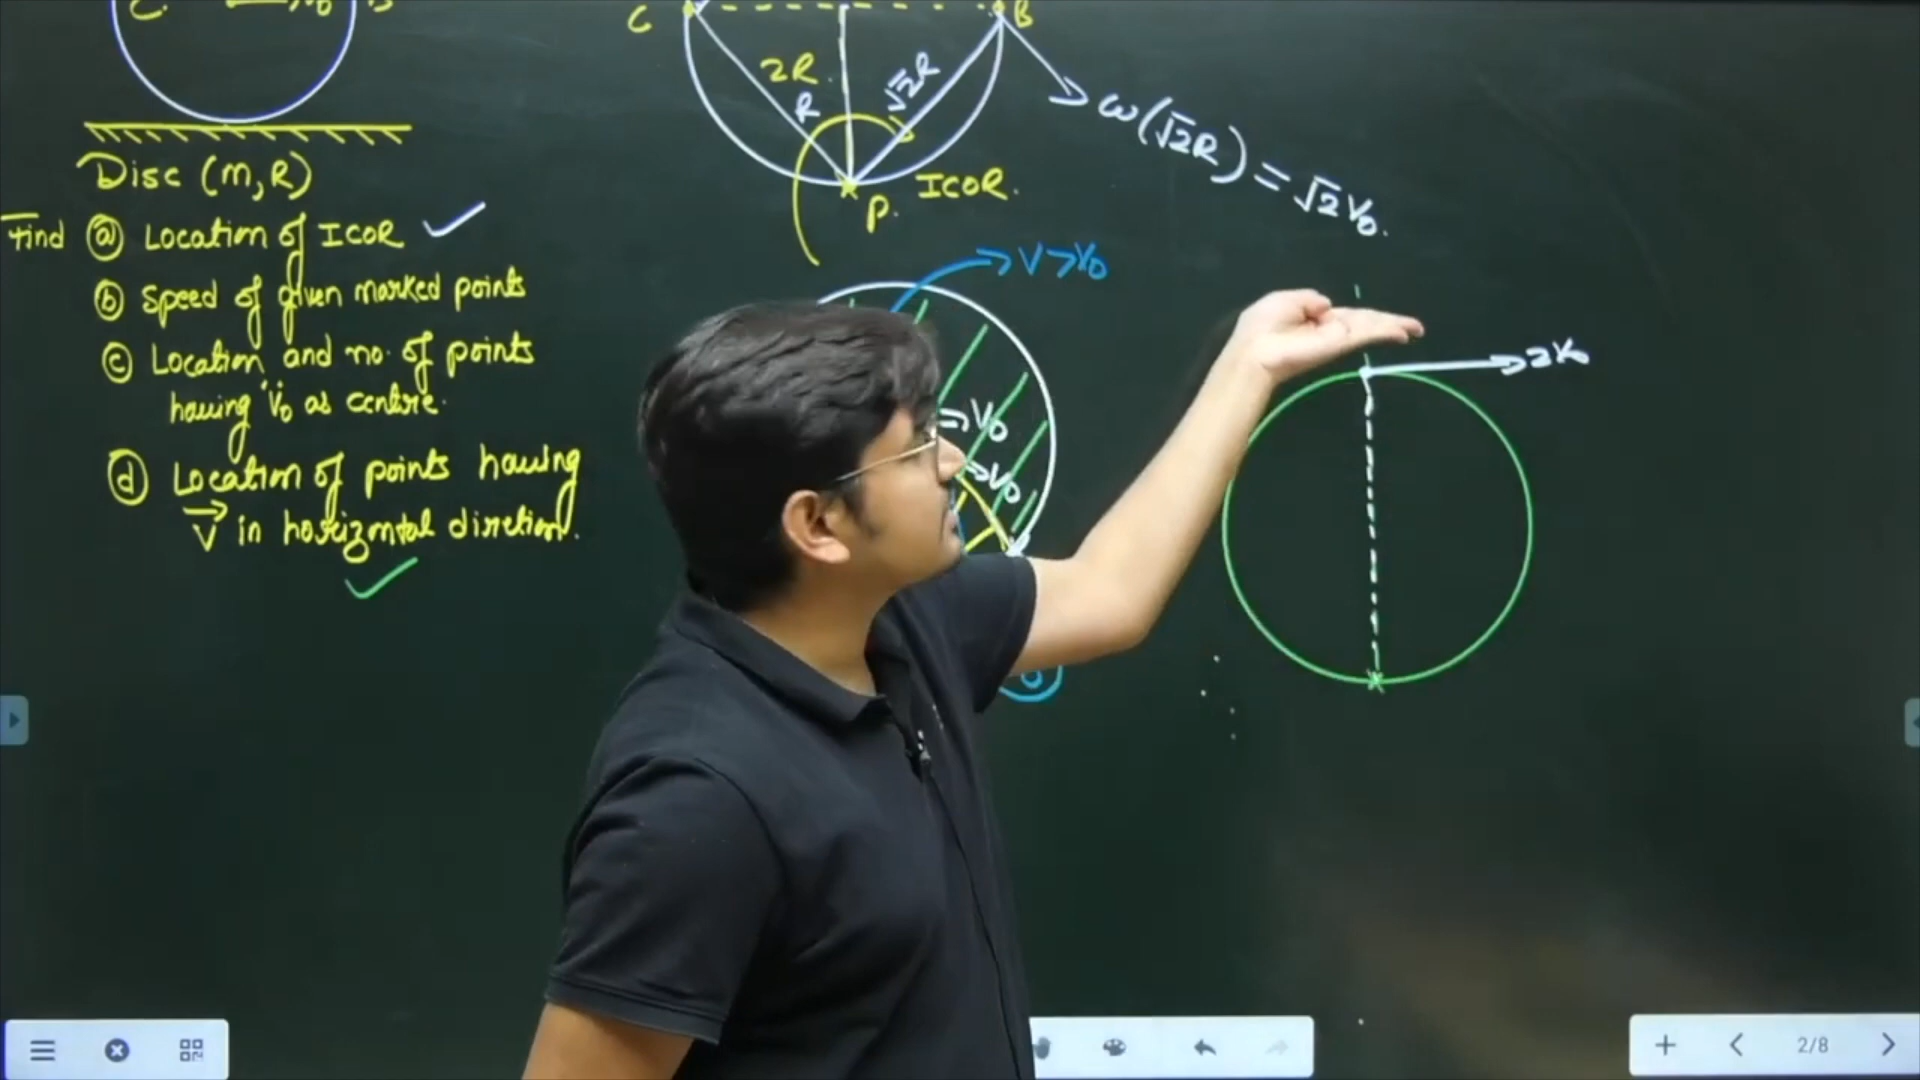 C
B
2R
R
√2R
ω(√2R) = √2V₀.
P.
ICOR.
Disc (M,R)
Find ⓐ Location of ICOR ✓
ⓑ Speed of given marked points
ⓒ Location and no. of points
having 'V₀ as centre.
ⓓ Location of points having
V⃗ in horizontal direction.
✓
V>V₀
=>V₀
=>V₀
2V₀
2/8